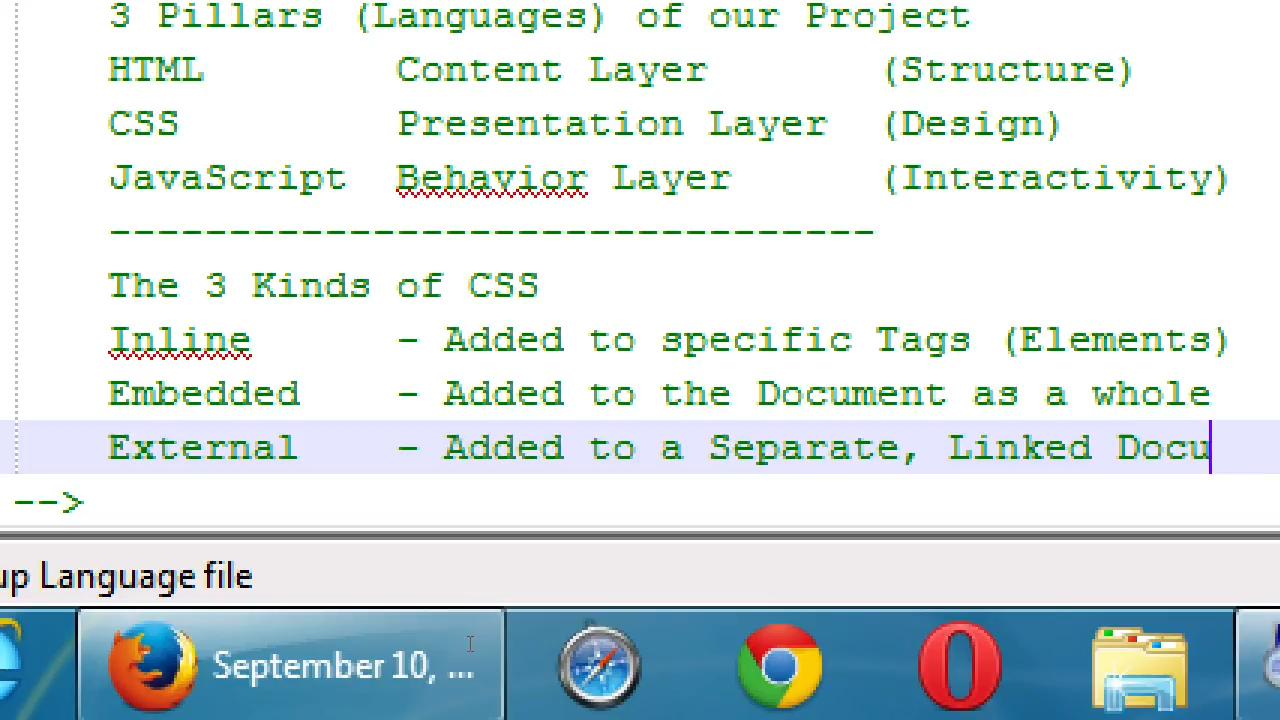 3 Pillars (Languages) of our Project
HTML Content Layer (Structure)
CSS Presentation Layer (Design)
JavaScript Behavior Layer (Interactivity)
--------------------------------
The 3 Kinds of CSS
Inline - Added to specific Tags (Elements)
Embedded - Added to the Document as a whole
External - Added to a Separate, Linked Docu
-->
up Language file
September 10, ...